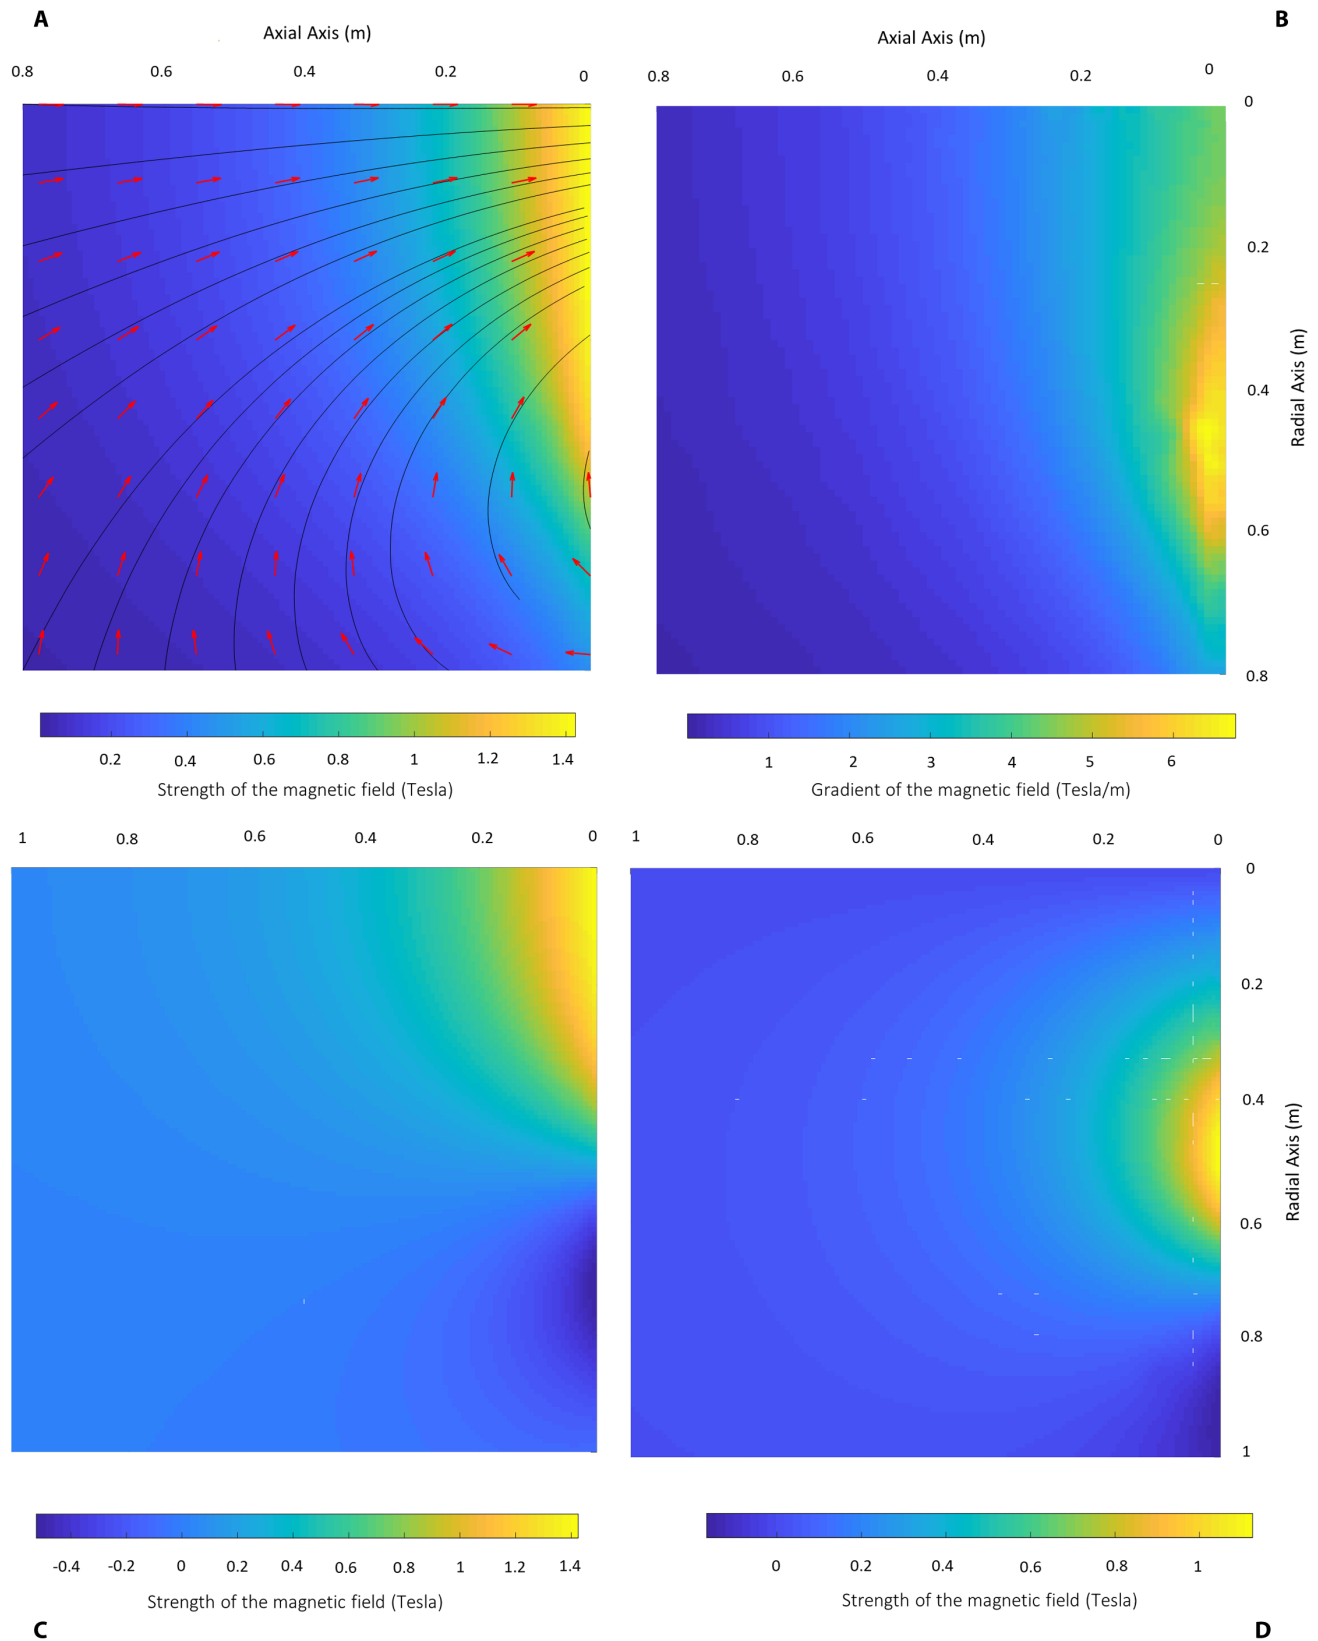 A
B
Axial Axis (m)
Axial Axis (m)
0.8 0.6 0.4 0.2 0
0.8 0.6 0.4 0.2 0
0
0.2
0.4
0.6
0.8
Radial Axis (m)
0.2 0.4 0.6 0.8 1 1.2 1.4
Strength of the magnetic field (Tesla)
1 2 3 4 5 6
Gradient of the magnetic field (Tesla/m)
1 0.8 0.6 0.4 0.2 0
1 0.8 0.6 0.4 0.2 0
0
0.2
0.4
0.6
0.8
1
Radial Axis (m)
-0.4 -0.2 0 0.2 0.4 0.6 0.8 1 1.2 1.4
Strength of the magnetic field (Tesla)
0 0.2 0.4 0.6 0.8 1
Strength of the magnetic field (Tesla)
C
D